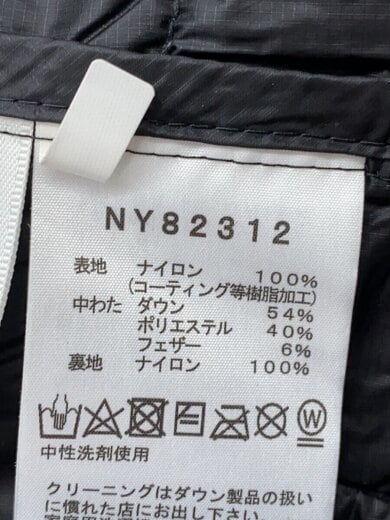 NY82312
表地 ナイロン 100%
(コーティング等樹脂加工)
中わた ダウン 54%
ポリエステル 40%
フェザー 6%
裏地 ナイロン 100%
W
中性洗剤使用
クリーニングはダウン製品の扱い
に慣れた店にお出し下さい